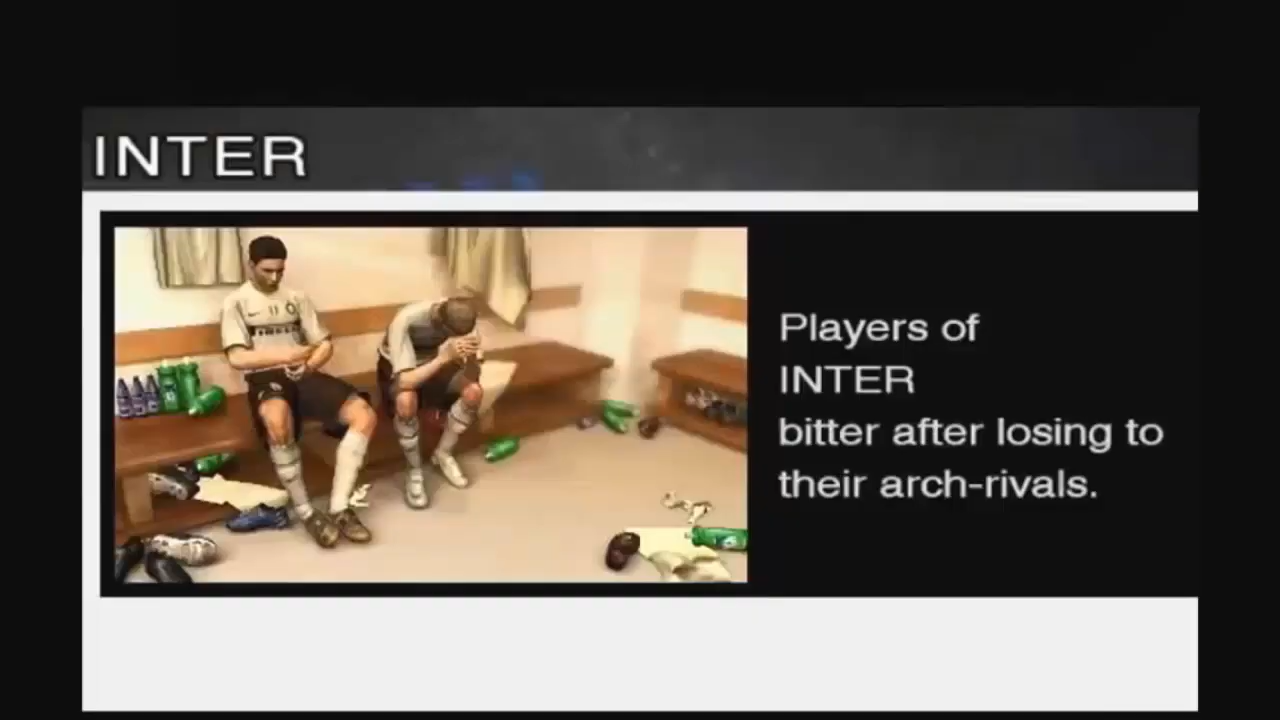 INTER
Players of
INTER
bitter after losing to
their arch-rivals.